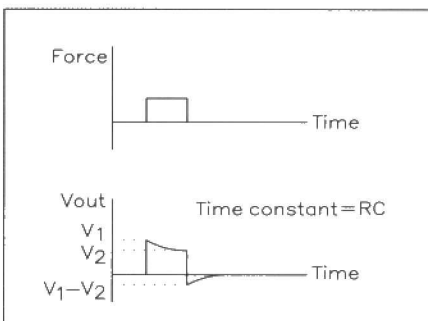 Force
Time
Vout
Time constant=RC
V₁
V₂
Time
V₁−V₂